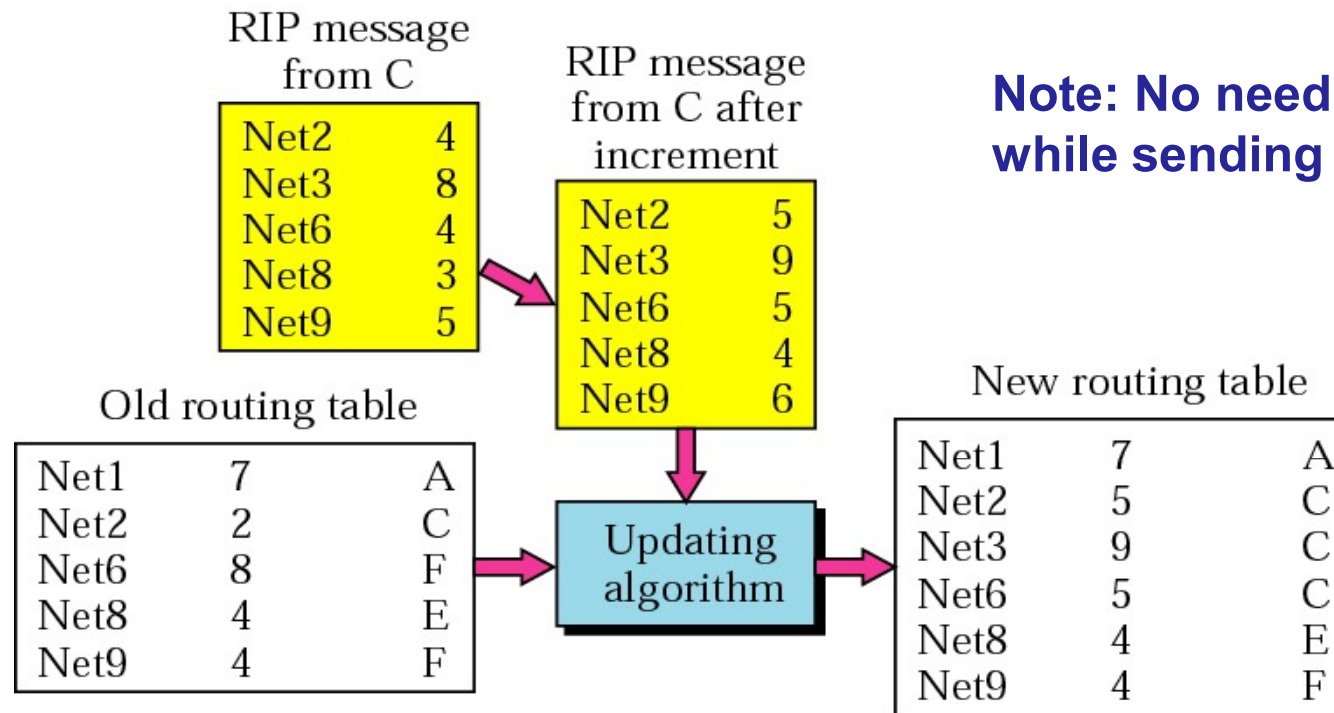 RIP message
from C
Net2 4
Net3 8
Net6 4
Net8 3
Net9 5
RIP message
from C after
increment
Net2 5
Net3 9
Net6 5
Net8 4
Net9 6
Note: No need
while sending
Old routing table
Net1 7 A
Net2 2 C
Net6 8 F
Net8 4 E
Net9 4 F
Updating
algorithm
New routing table
Net1 7 A
Net2 5 C
Net3 9 C
Net6 5 C
Net8 4 E
Net9 4 F